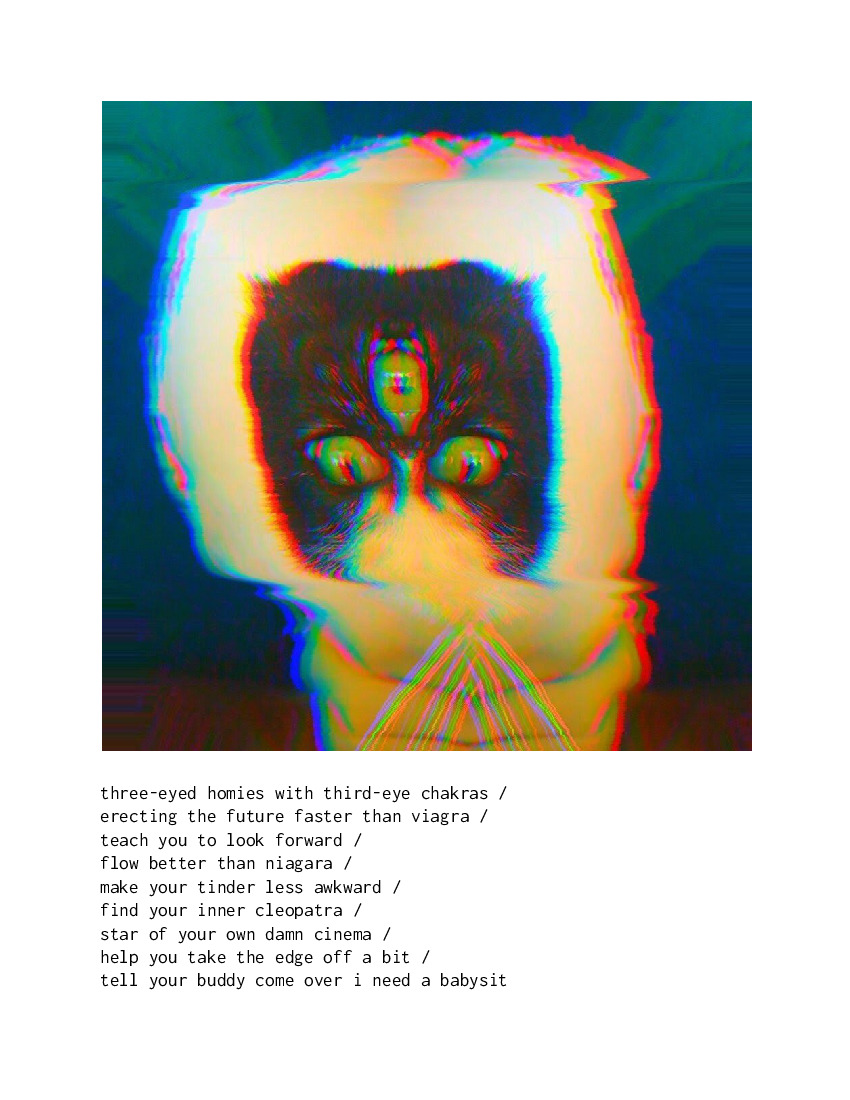 three-eyed homies with third-eye chakras /
erecting the future faster than viagra /
teach you to look forward /
flow better than niagara /
make your tinder less awkward /
find your inner cleopatra /
star of your own damn cinema /
help you take the edge off a bit /
tell your buddy come over i need a babysit